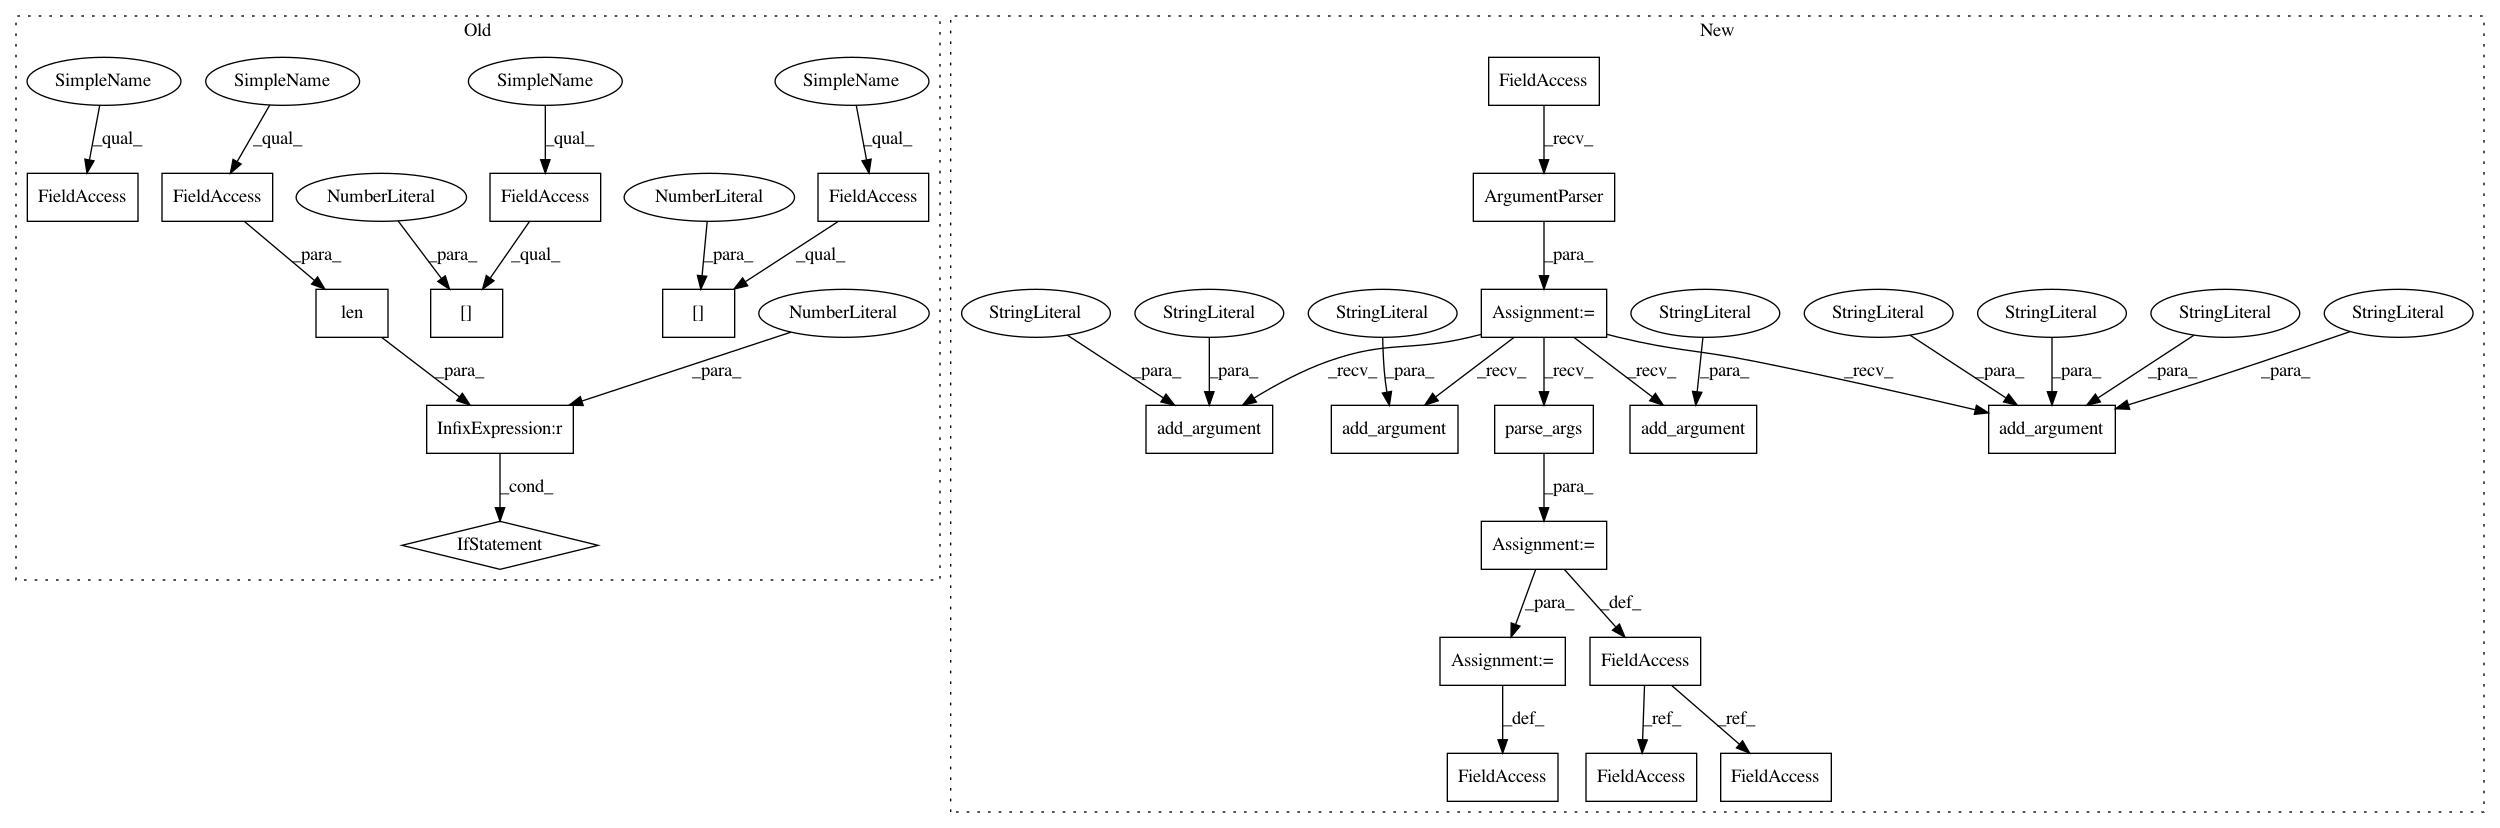 Old
New
SimpleName
SimpleName
SimpleName
SimpleName
FieldAccess
_qual_
_qual_
_qual_
_qual_
_recv_
FieldAccess
FieldAccess
NumberLiteral
FieldAccess
NumberLiteral
FieldAccess
ArgumentParser
_para_
_para_
_qual_
_para_
_qual_
_para_
len
[]
[]
NumberLiteral
StringLiteral
StringLiteral
StringLiteral
Assignment:=
StringLiteral
StringLiteral
StringLiteral
StringLiteral
StringLiteral
_para_
_para_
_para_
_para_
_recv_
_para_
_recv_
_recv_
_recv_
_para_
_recv_
_para_
_para_
_para_
_para_
InfixExpression:r
add_argument
add_argument
parse_args
add_argument
add_argument
_cond_
_para_
IfStatement
Assignment:=
_para_
_def_
Assignment:=
FieldAccess
_def_
_ref_
_ref_
FieldAccess
FieldAccess
FieldAccess